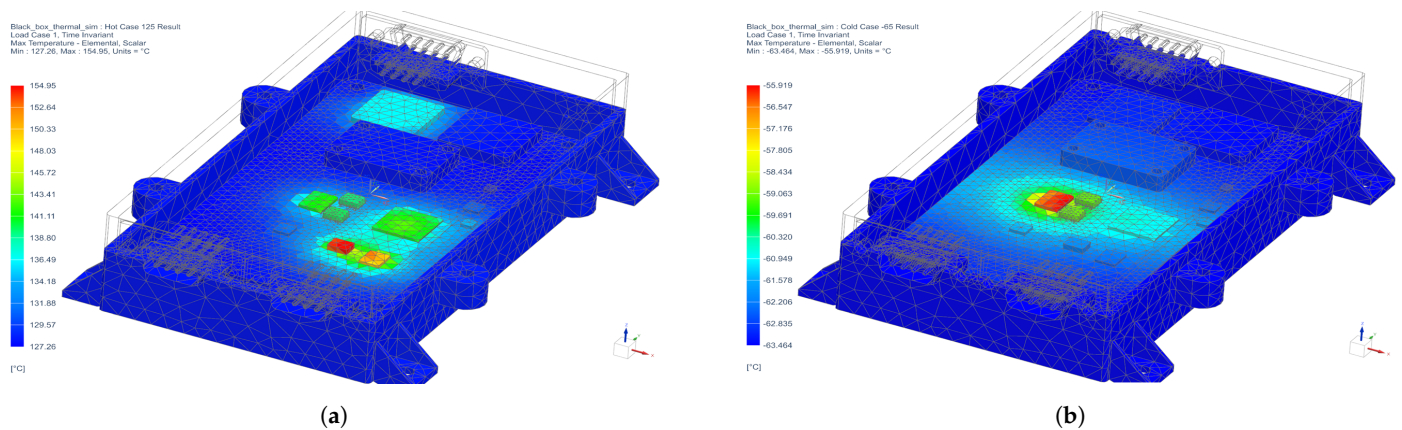 Black_box_thermal_sim : Hot Case 125 Result
Load Case 1, Time Invariant
Max Temperature - Elemental, Scalar
Min : 127.26, Max : 154.95, Units = °C
154.95
152.64
150.33
148.03
145.72
143.41
141.11
138.80
136.49
134.18
131.88
129.57
127.26
[°C]
(a)
Black_box_thermal_sim : Cold Case -65 Result
Load Case 1, Time Invariant
Max Temperature - Elemental, Scalar
Min : -63.464, Max : -55.919, Units = °C
-55.919
-56.547
-57.176
-57.805
-58.434
-59.063
-59.691
-60.320
-60.949
-61.578
-62.206
-62.835
-63.464
[°C]
(b)